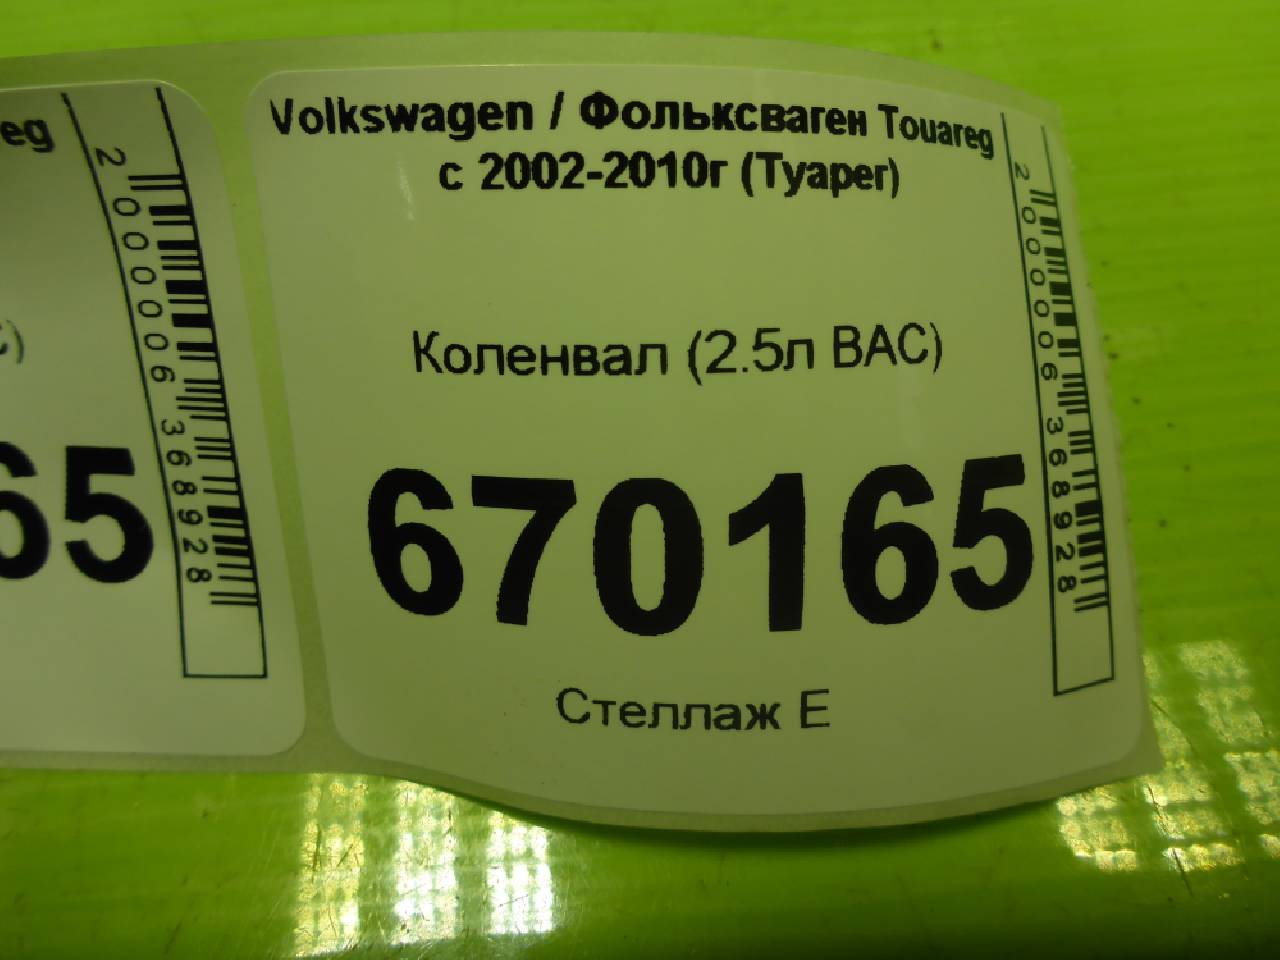 Volkswagen / Фольксваген Touareg
с 2002-2010г (Туарег)
Коленвал (2.5л BAC)
670165
Стеллаж Е
2000006368928
eg
)
65
2000006368928